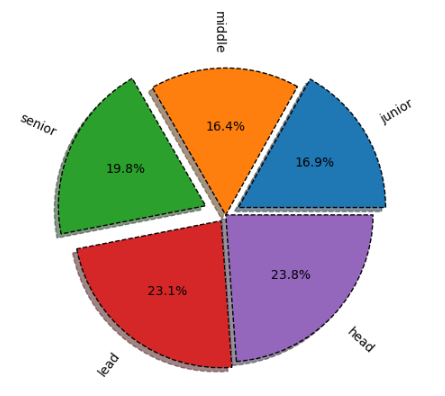 middle
junior
senior
16.4%
16.9%
19.8%
23.1%
23.8%
lead
head